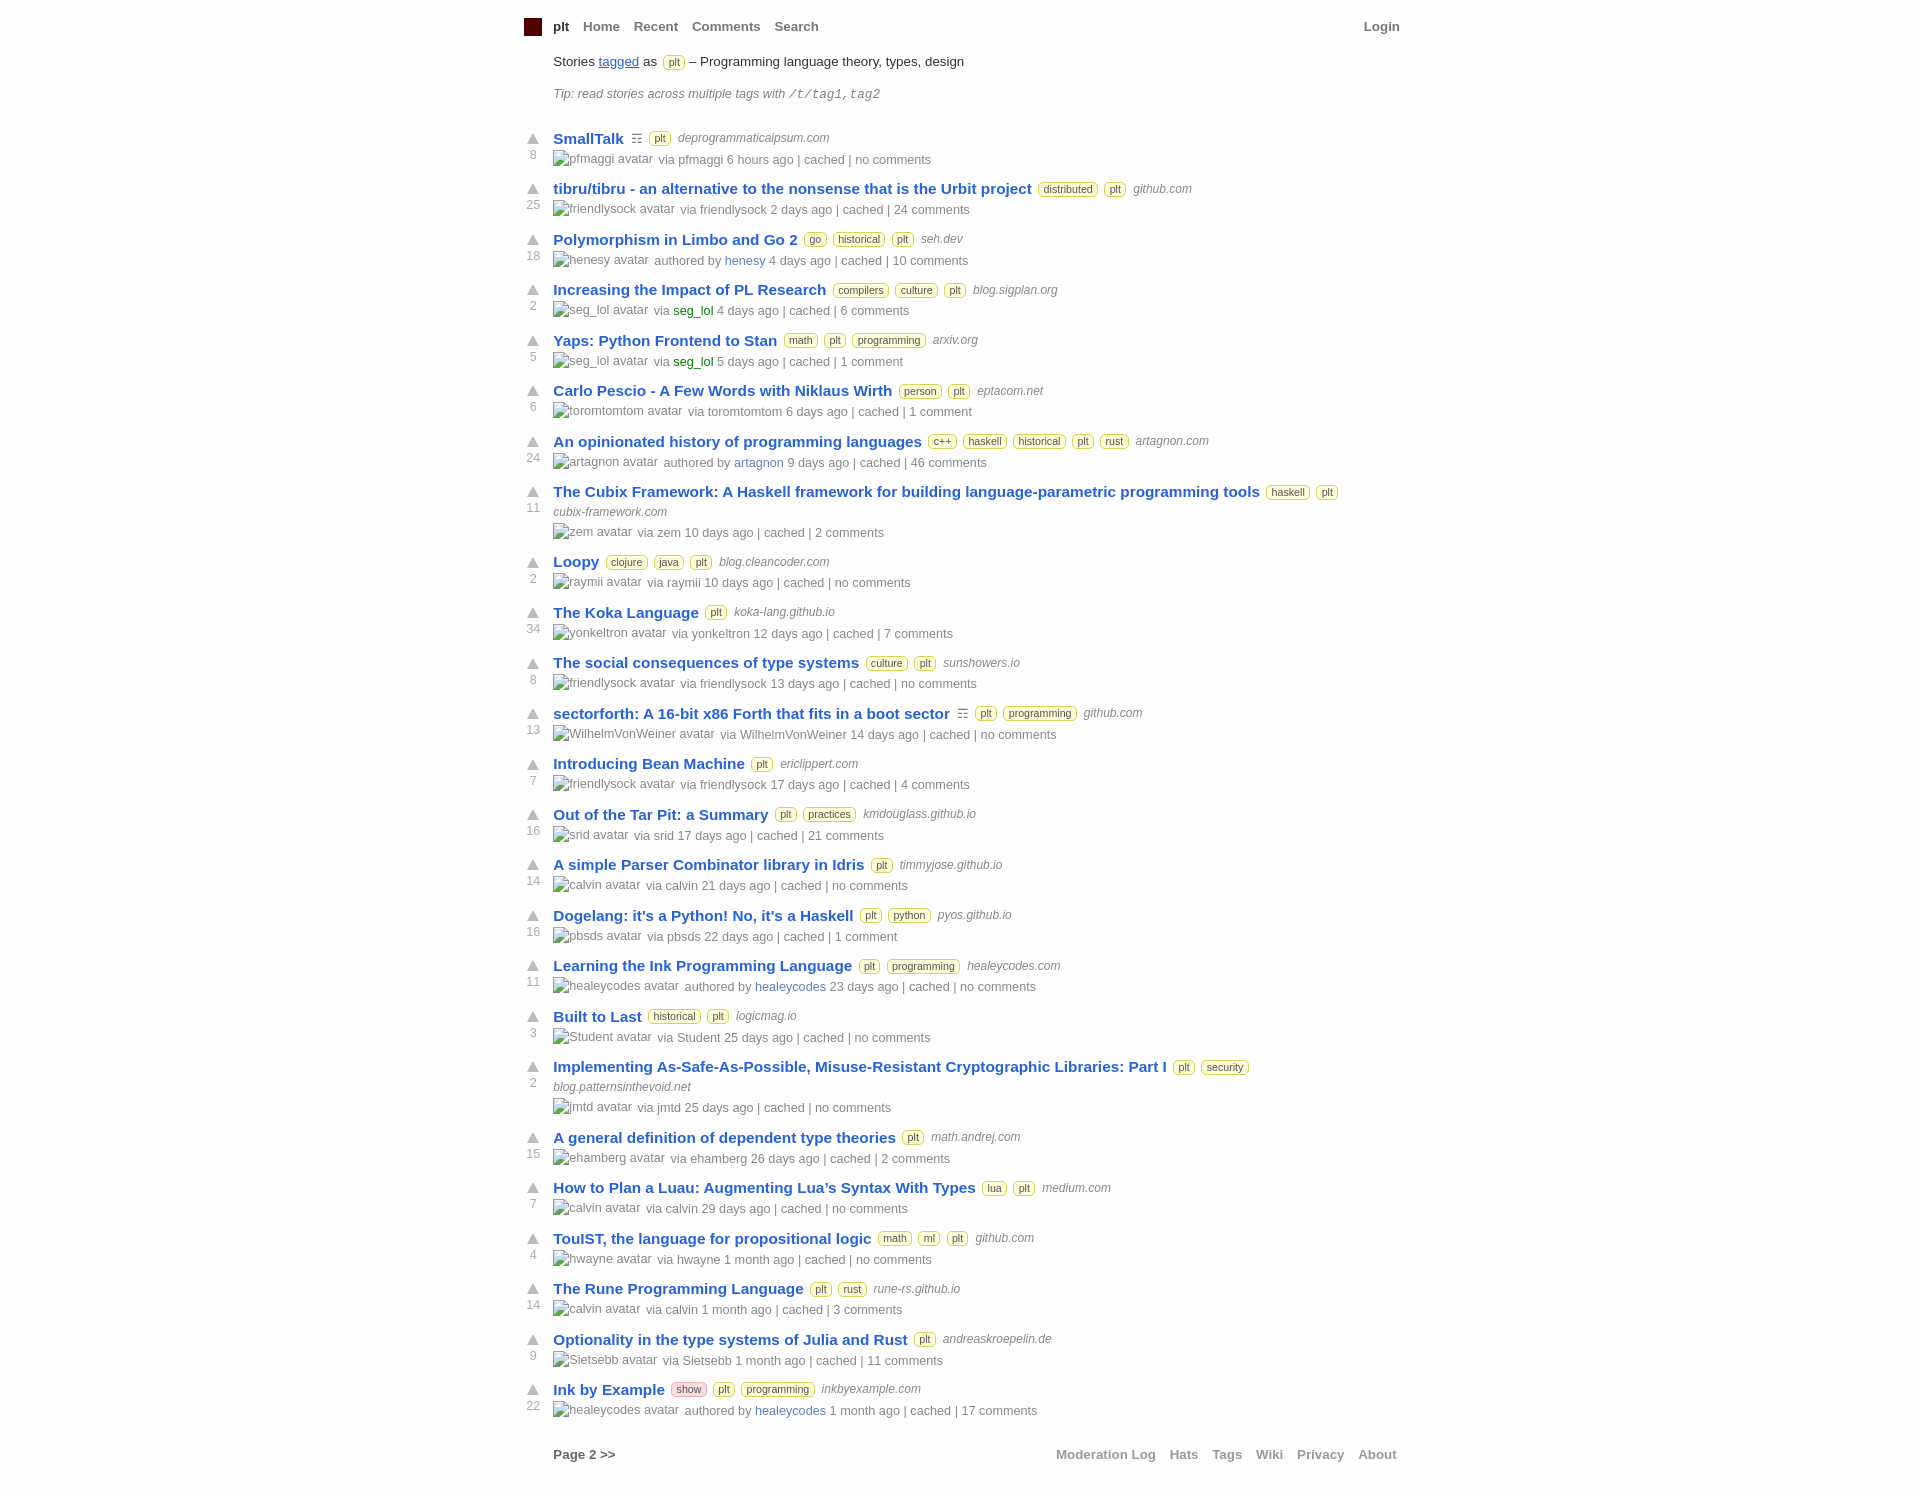 plt Home Recent Comments Search Login
Stories tagged as plt – Programming language theory, types, design
Tip: read stories across multiple tags with /t/tag1,tag2
SmallTalk ☶ plt deprogrammaticaipsum.com
8 pfmaggi avatar via pfmaggi 6 hours ago | cached | no comments
tibru/tibru - an alternative to the nonsense that is the Urbit project distributed plt github.com
25 friendlysock avatar via friendlysock 2 days ago | cached | 24 comments
Polymorphism in Limbo and Go 2 go historical plt seh.dev
18 henesy avatar authored by henesy 4 days ago | cached | 10 comments
Increasing the Impact of PL Research compilers culture plt blog.sigplan.org
2 seg_lol avatar via seg_lol 4 days ago | cached | 6 comments
Yaps: Python Frontend to Stan math plt programming arxiv.org
5 seg_lol avatar via seg_lol 5 days ago | cached | 1 comment
Carlo Pescio - A Few Words with Niklaus Wirth person plt eptacom.net
6 toromtomtom avatar via toromtomtom 6 days ago | cached | 1 comment
An opinionated history of programming languages c++ haskell historical plt rust artagnon.com
24 artagnon avatar authored by artagnon 9 days ago | cached | 46 comments
The Cubix Framework: A Haskell framework for building language-parametric programming tools haskell plt
11 cubix-framework.com
zem avatar via zem 10 days ago | cached | 2 comments
Loopy clojure java plt blog.cleancoder.com
2 raymii avatar via raymii 10 days ago | cached | no comments
The Koka Language plt koka-lang.github.io
34 yonkeltron avatar via yonkeltron 12 days ago | cached | 7 comments
The social consequences of type systems culture plt sunshowers.io
8 friendlysock avatar via friendlysock 13 days ago | cached | no comments
sectorforth: A 16-bit x86 Forth that fits in a boot sector ☶ plt programming github.com
13 WilhelmVonWeiner avatar via WilhelmVonWeiner 14 days ago | cached | no comments
Introducing Bean Machine plt ericlippert.com
7 friendlysock avatar via friendlysock 17 days ago | cached | 4 comments
Out of the Tar Pit: a Summary plt practices kmdouglass.github.io
16 srid avatar via srid 17 days ago | cached | 21 comments
A simple Parser Combinator library in Idris plt timmyjose.github.io
14 calvin avatar via calvin 21 days ago | cached | no comments
Dogelang: it's a Python! No, it's a Haskell plt python pyos.github.io
16 pbsds avatar via pbsds 22 days ago | cached | 1 comment
Learning the Ink Programming Language plt programming healeycodes.com
11 healeycodes avatar authored by healeycodes 23 days ago | cached | no comments
Built to Last historical plt logicmag.io
3 Student avatar via Student 25 days ago | cached | no comments
Implementing As-Safe-As-Possible, Misuse-Resistant Cryptographic Libraries: Part I plt security
2 blog.patternsinthevoid.net
jmtd avatar via jmtd 25 days ago | cached | no comments
A general definition of dependent type theories plt math.andrej.com
15 ehamberg avatar via ehamberg 26 days ago | cached | 2 comments
How to Plan a Luau: Augmenting Lua’s Syntax With Types lua plt medium.com
7 calvin avatar via calvin 29 days ago | cached | no comments
TouIST, the language for propositional logic math ml plt github.com
4 hwayne avatar via hwayne 1 month ago | cached | no comments
The Rune Programming Language plt rust rune-rs.github.io
14 calvin avatar via calvin 1 month ago | cached | 3 comments
Optionality in the type systems of Julia and Rust plt andreaskroepelin.de
9 Sietsebb avatar via Sietsebb 1 month ago | cached | 11 comments
Ink by Example show plt programming inkbyexample.com
22 healeycodes avatar authored by healeycodes 1 month ago | cached | 17 comments
Page 2 >> Moderation Log Hats Tags Wiki Privacy About